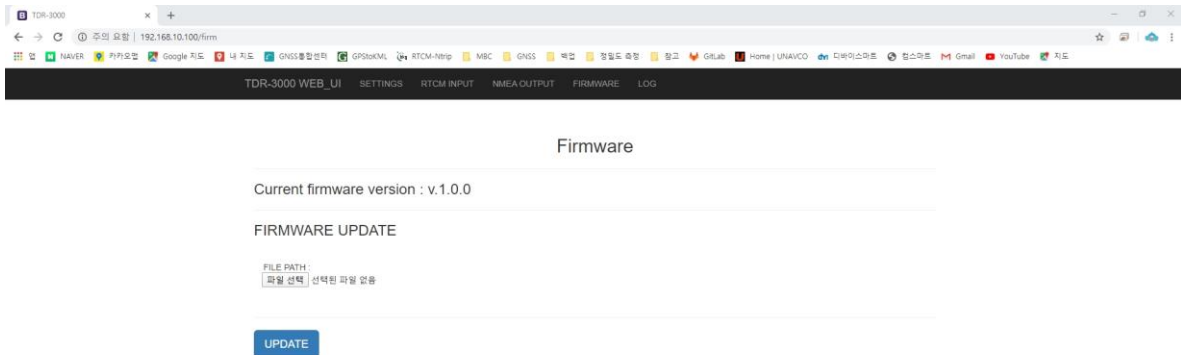 TDR-3000
주의 요함 | 192.168.10.100/firm
앱 NAVER 카카오맵 Google 지도 내 지도 GNSS통합센터 GPStoKML RTCM-Ntrip MBC GNSS 백업 정밀도 측정 참고 GitLab Home | UNAVCO 디바이스마트 컴스마트 Gmail YouTube 지도
TDR-3000 WEB_UI SETTINGS RTCM INPUT NMEA OUTPUT FIRMWARE LOG
Firmware
Current firmware version : v.1.0.0
FIRMWARE UPDATE
FILE PATH :
파일 선택 선택된 파일 없음
UPDATE